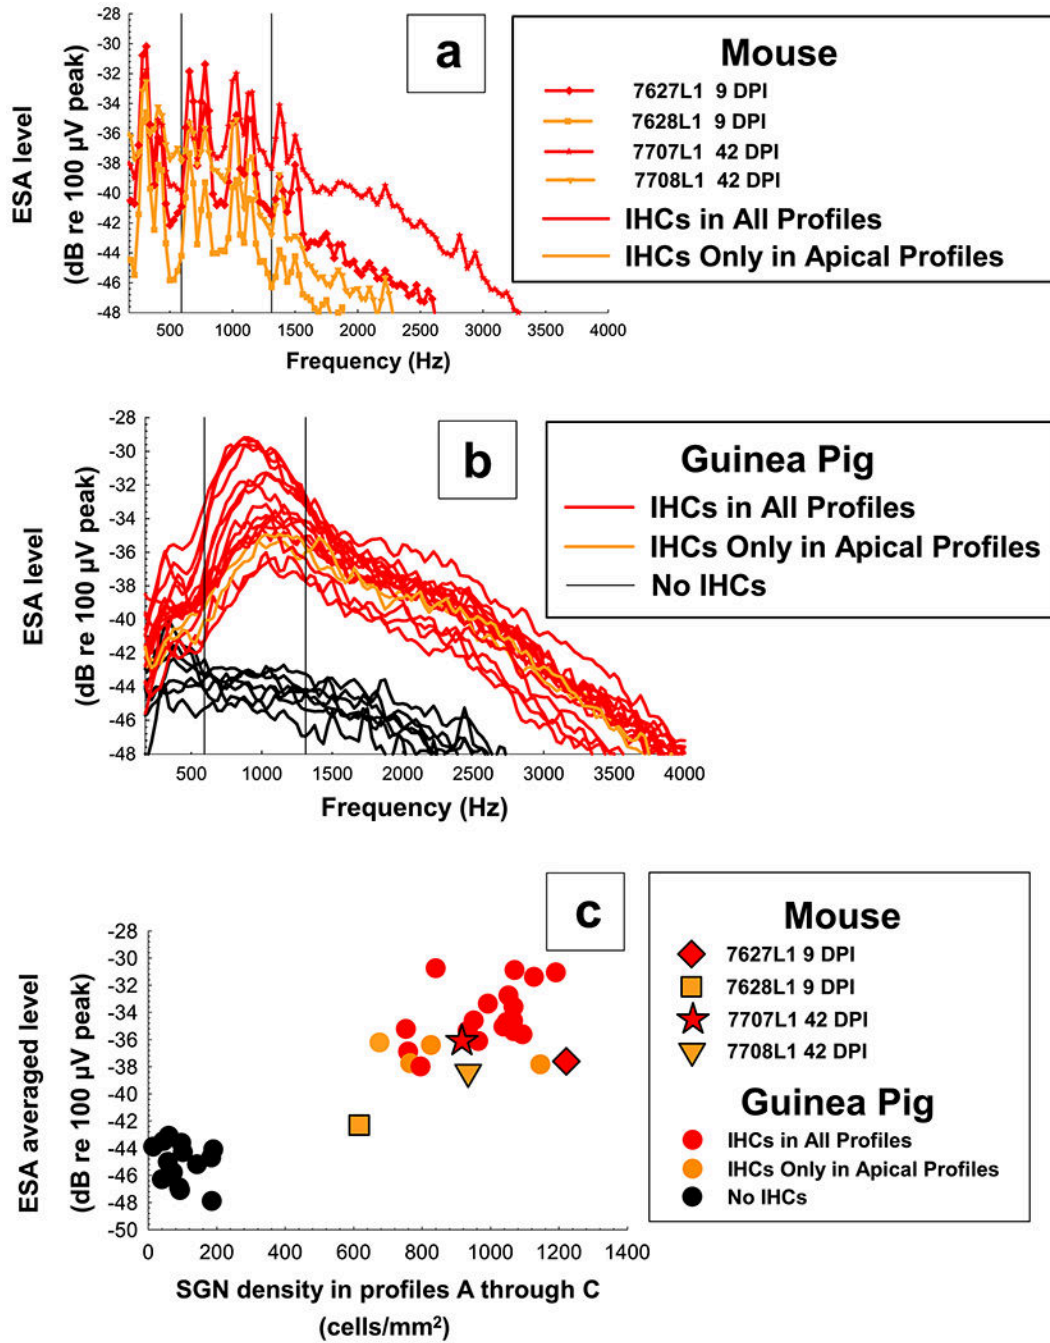 a
-28
-30
-32
-34
-36
-38
-40
-42
-44
-46
-48
ESA level
(dB re 100 µV peak)
500 1000 1500 2000 2500 3000 3500 4000
Frequency (Hz)
Mouse
7627L1 9 DPI
7628L1 9 DPI
7707L1 42 DPI
7708L1 42 DPI
IHCs in All Profiles
IHCs Only in Apical Profiles
b
-28
-30
-32
-34
-36
-38
-40
-42
-44
-46
-48
ESA level
(dB re 100 µV peak)
500 1000 1500 2000 2500 3000 3500 4000
Frequency (Hz)
Guinea Pig
IHCs in All Profiles
IHCs Only in Apical Profiles
No IHCs
c
-28
-30
-32
-34
-36
-38
-40
-42
-44
-46
-48
-50
ESA averaged level
(dB re 100 µV peak)
0 200 400 600 800 1000 1200 1400
SGN density in profiles A through C
(cells/mm²)
Mouse
7627L1 9 DPI
7628L1 9 DPI
7707L1 42 DPI
7708L1 42 DPI
Guinea Pig
IHCs in All Profiles
IHCs Only in Apical Profiles
No IHCs